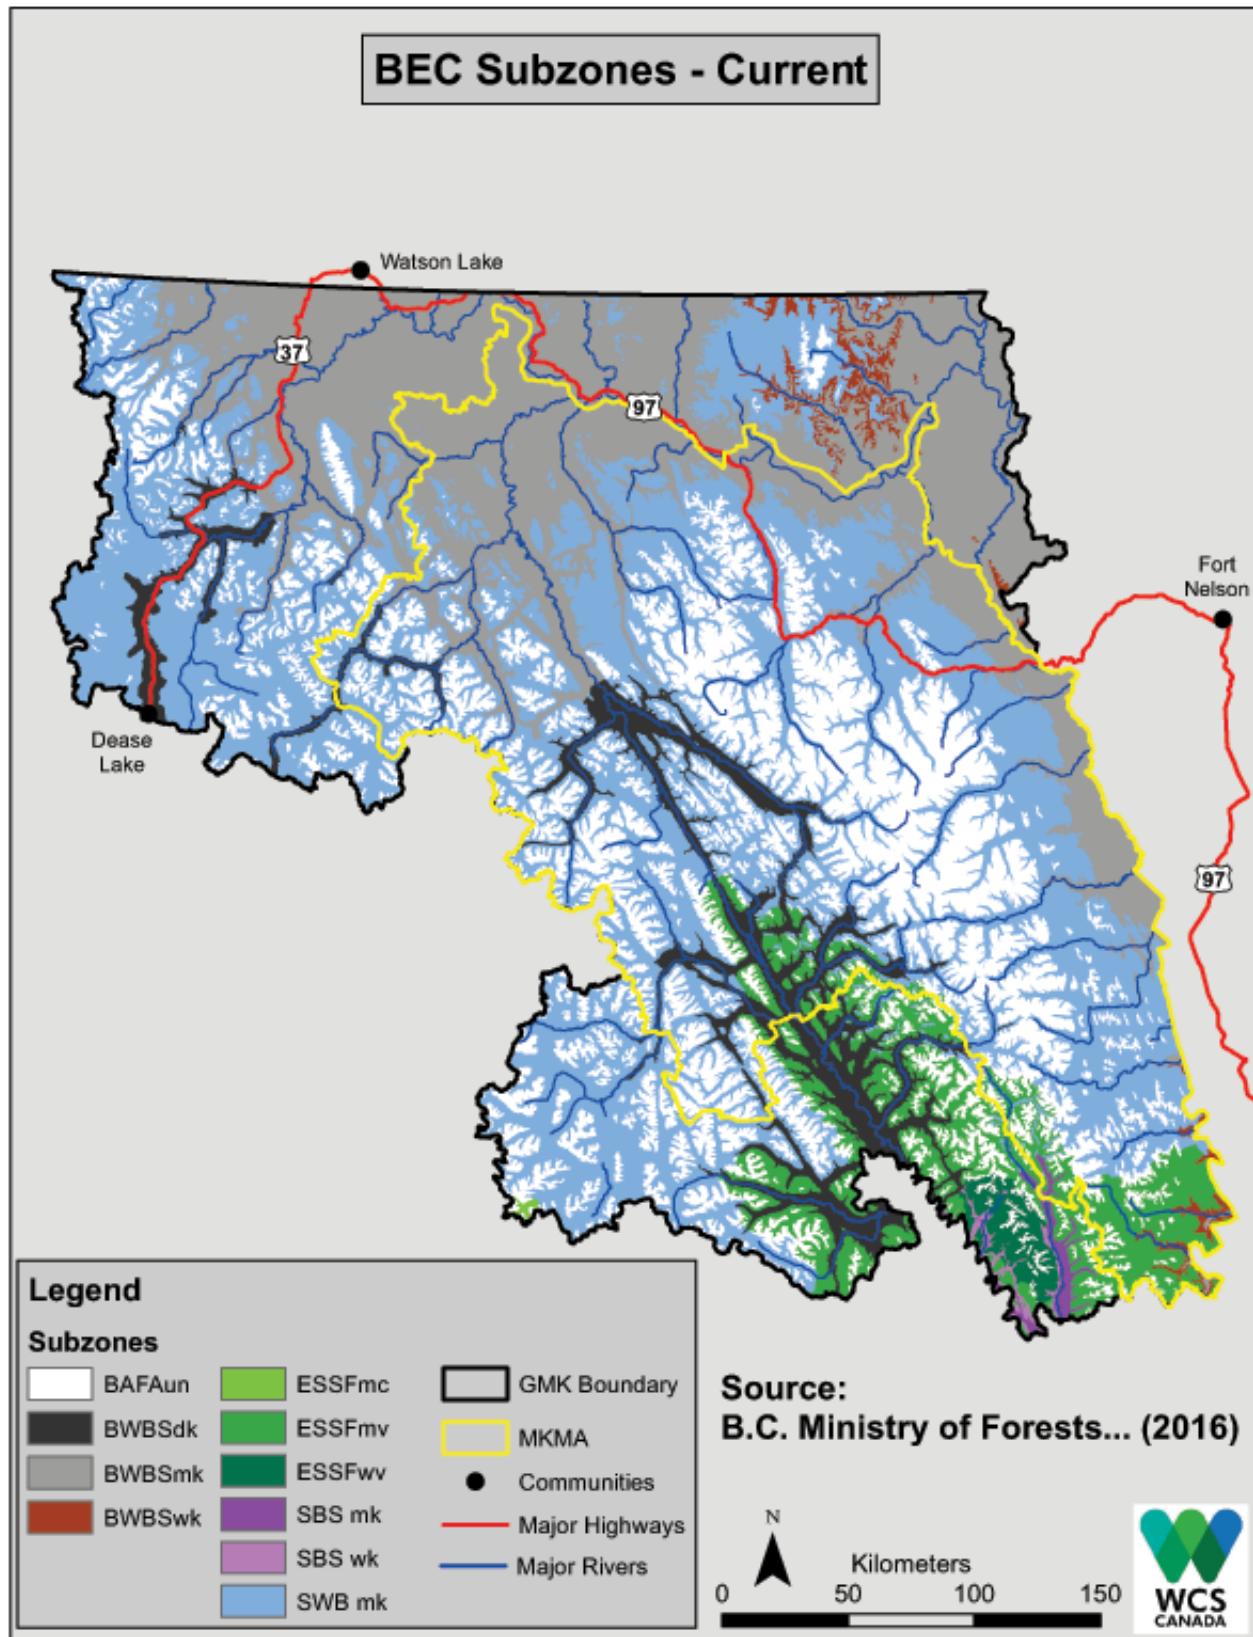 BEC Subzones - Current
Watson Lake
37
97
Fort
Nelson
Dease
Lake
97
Legend
Subzones
BAFAun
BWBSdk
BWBSmk
BWBSwk
ESSFmc
ESSFmv
ESSFwv
SBS mk
SBS wk
SWB mk
GMK Boundary
MKMA
Communities
Major Highways
Major Rivers
Source:
B.C. Ministry of Forests... (2016)
N
Kilometers
0 50 100 150
WCS
CANADA